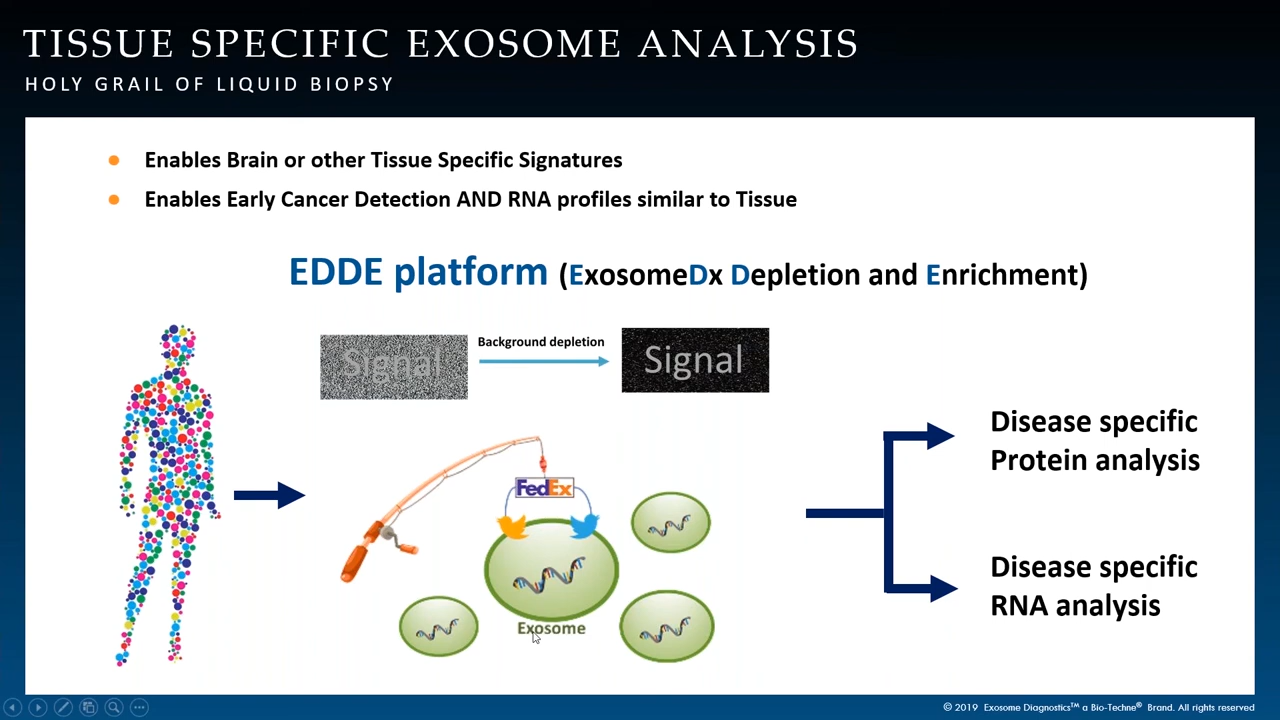 TISSUE SPECIFIC EXOSOME ANALYSIS
HOLY GRAIL OF LIQUID BIOPSY
Enables Brain or other Tissue Specific Signatures
Enables Early Cancer Detection AND RNA profiles similar to Tissue
EDDE platform (ExosomeDx Depletion and Enrichment)
Signal
Background depletion
Signal
FedEx
Exosome
Disease specific
Protein analysis
Disease specific
RNA analysis
© 2019 Exosome Diagnostics™ a Bio-Techne® Brand. All rights reserved